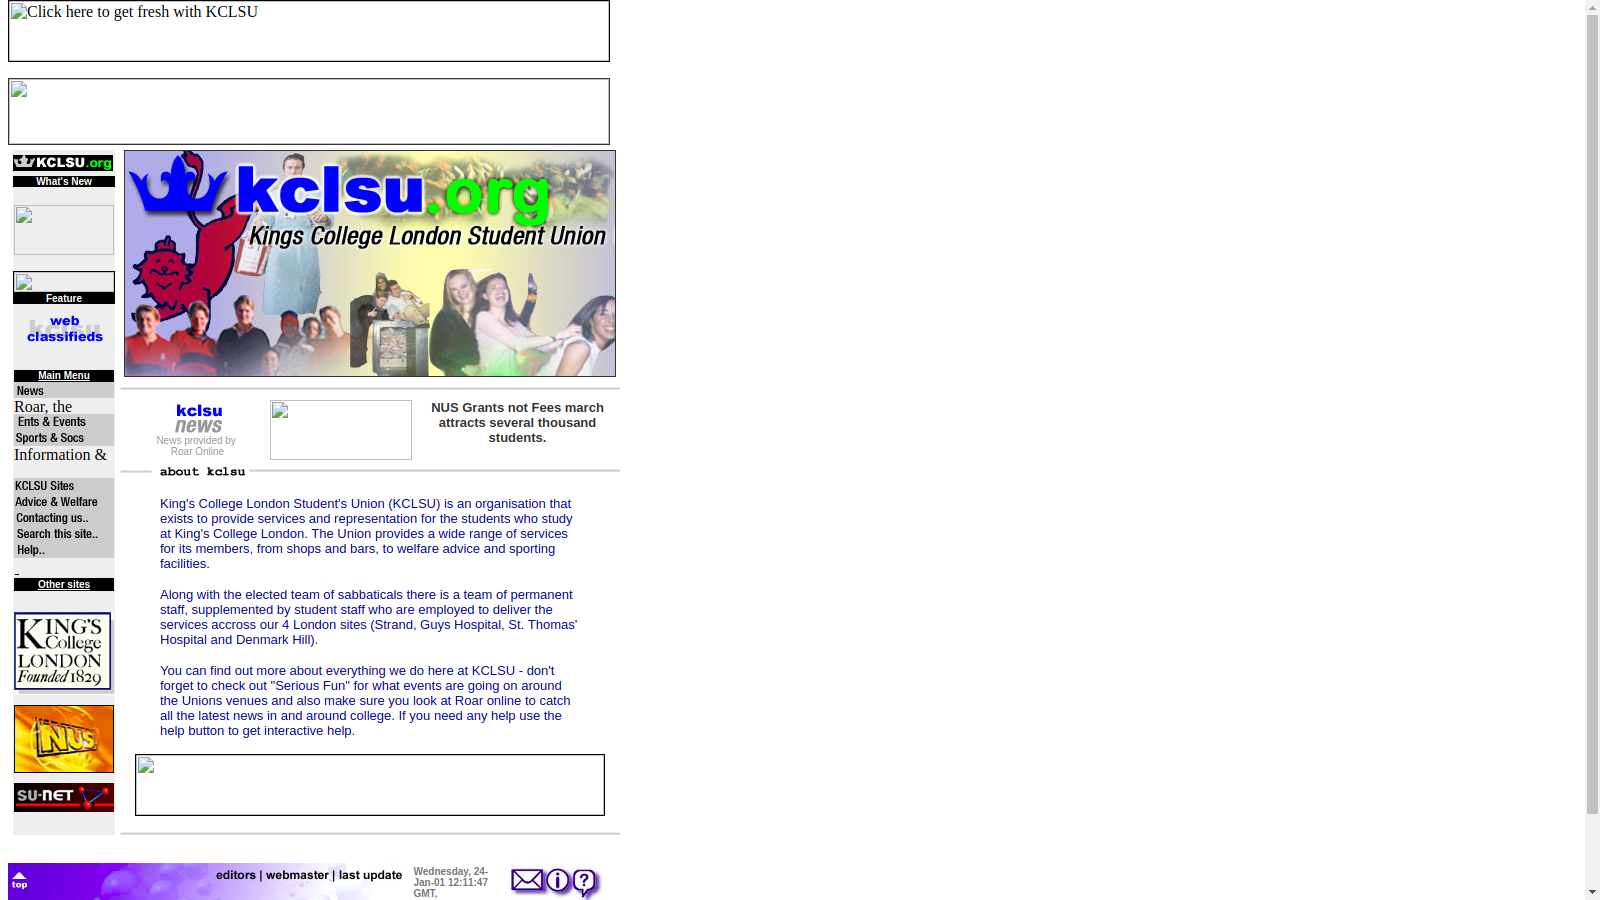 Click here to get fresh with KCLSU
KCLSU.org
What's New
Feature
kclsu
web
classifieds
Main Menu
News
Roar, the
Ents & Events
Sports & Socs
Information &
KCLSU Sites
Advice & Welfare
Contacting us..
Search this site..
Help..
Other sites
KING'S
College
LONDON
Founded 1829
NUS
SU-NET
kclsu.org
Kings College London Student Union
kclsu
news
News provided by
Roar Online
NUS Grants not Fees march
attracts several thousand
students.
about kclsu
King's College London Student's Union (KCLSU) is an organisation that
exists to provide services and representation for the students who study
at King's College London. The Union provides a wide range of services
for its members, from shops and bars, to welfare advice and sporting
facilities.
Along with the elected team of sabbaticals there is a team of permanent
staff, supplemented by student staff who are employed to deliver the
services accross our 4 London sites (Strand, Guys Hospital, St. Thomas'
Hospital and Denmark Hill).
You can find out more about everything we do here at KCLSU - don't
forget to check out "Serious Fun" for what events are going on around
the Unions venues and also make sure you look at Roar online to catch
all the latest news in and around college. If you need any help use the
help button to get interactive help.
top
editors | webmaster | last update
Wednesday, 24-
Jan-01 12:11:47
GMT,